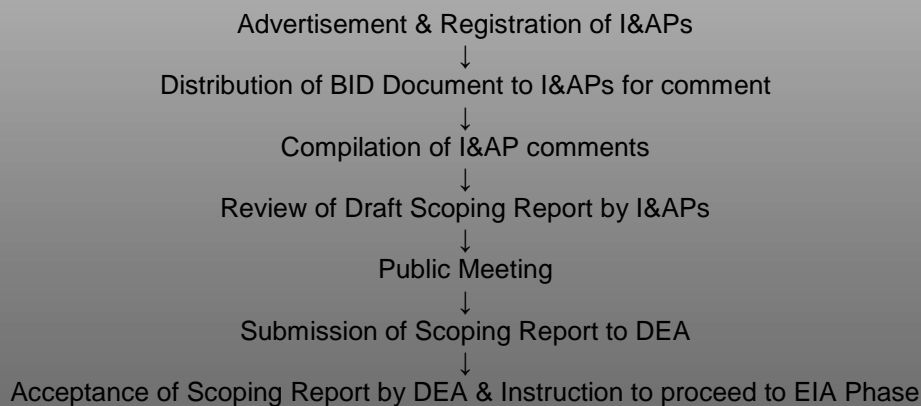 Advertisement & Registration of I&APs
↓
Distribution of BID Document to I&APs for comment
↓
Compilation of I&AP comments
↓
Review of Draft Scoping Report by I&APs
↓
Public Meeting
↓
Submission of Scoping Report to DEA
↓
Acceptance of Scoping Report by DEA & Instruction to proceed to EIA Phase